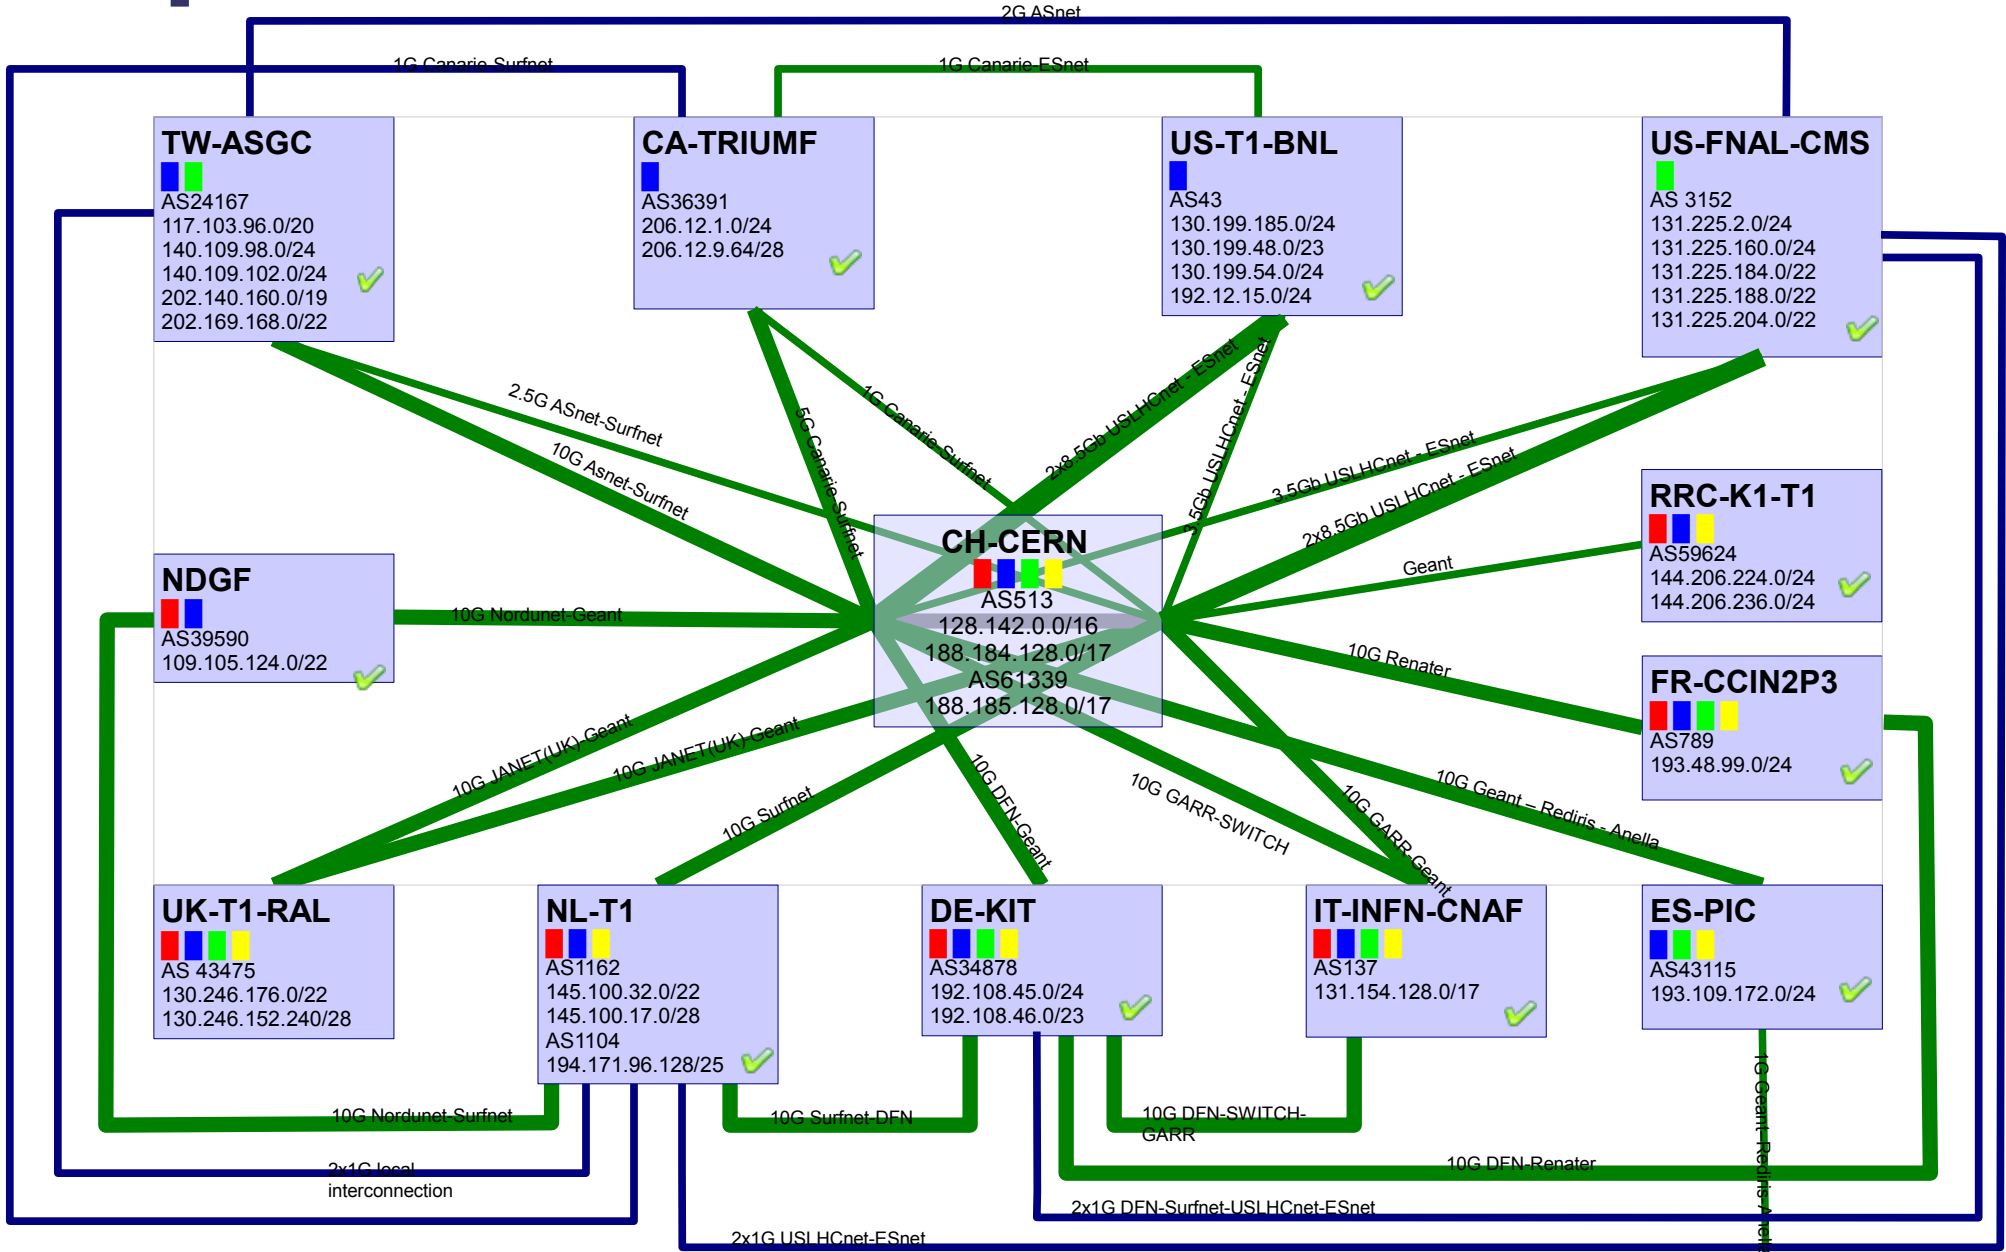 2G ASnet
1G Canarie-Surfnet
1G Canarie-ESnet
TW-ASGC
AS24167
117.103.96.0/20
140.109.98.0/24
140.109.102.0/24
202.140.160.0/19
202.169.168.0/22
CA-TRIUMF
AS36391
206.12.1.0/24
206.12.9.64/28
US-T1-BNL
AS43
130.199.185.0/24
130.199.48.0/23
130.199.54.0/24
192.12.15.0/24
US-FNAL-CMS
AS 3152
131.225.2.0/24
131.225.160.0/24
131.225.184.0/22
131.225.188.0/22
131.225.204.0/22
2.5G ASnet-Surfnet
10G Asnet-Surfnet
5G Canarie-Surfnet
1G Canarie-Surfnet
2x8.5Gb USLHCnet - ESnet
3.5Gb USLHCnet - ESnet
3.5Gb USLHCnet - ESnet
2x8.5Gb USLHCnet - ESnet
RRC-K1-T1
AS59624
144.206.224.0/24
144.206.236.0/24
Geant
CH-CERN
AS513
128.142.0.0/16
188.184.128.0/17
AS61339
188.185.128.0/17
NDGF
AS39590
109.105.124.0/22
10G Nordunet-Geant
10G Renater
FR-CCIN2P3
AS789
193.48.99.0/24
10G JANET(UK)-Geant
10G JANET(UK)-Geant
10G Surfnet
10G DFN-Geant
10G GARR-SWITCH
10G GARR-Geant
10G Geant – Rediris - Anella
UK-T1-RAL
AS 43475
130.246.176.0/22
130.246.152.240/28
NL-T1
AS1162
145.100.32.0/22
145.100.17.0/28
AS1104
194.171.96.128/25
DE-KIT
AS34878
192.108.45.0/24
192.108.46.0/23
IT-INFN-CNAF
AS137
131.154.128.0/17
ES-PIC
AS43115
193.109.172.0/24
10G Nordunet-Surfnet
10G Surfnet-DFN
10G DFN-SWITCH-
GARR
1G Geant-Rediris-Anella
10G DFN-Renater
2x1G local
interconnection
2x1G DFN-Surfnet-USLHCnet-ESnet
2x1G USLHCnet-ESnet